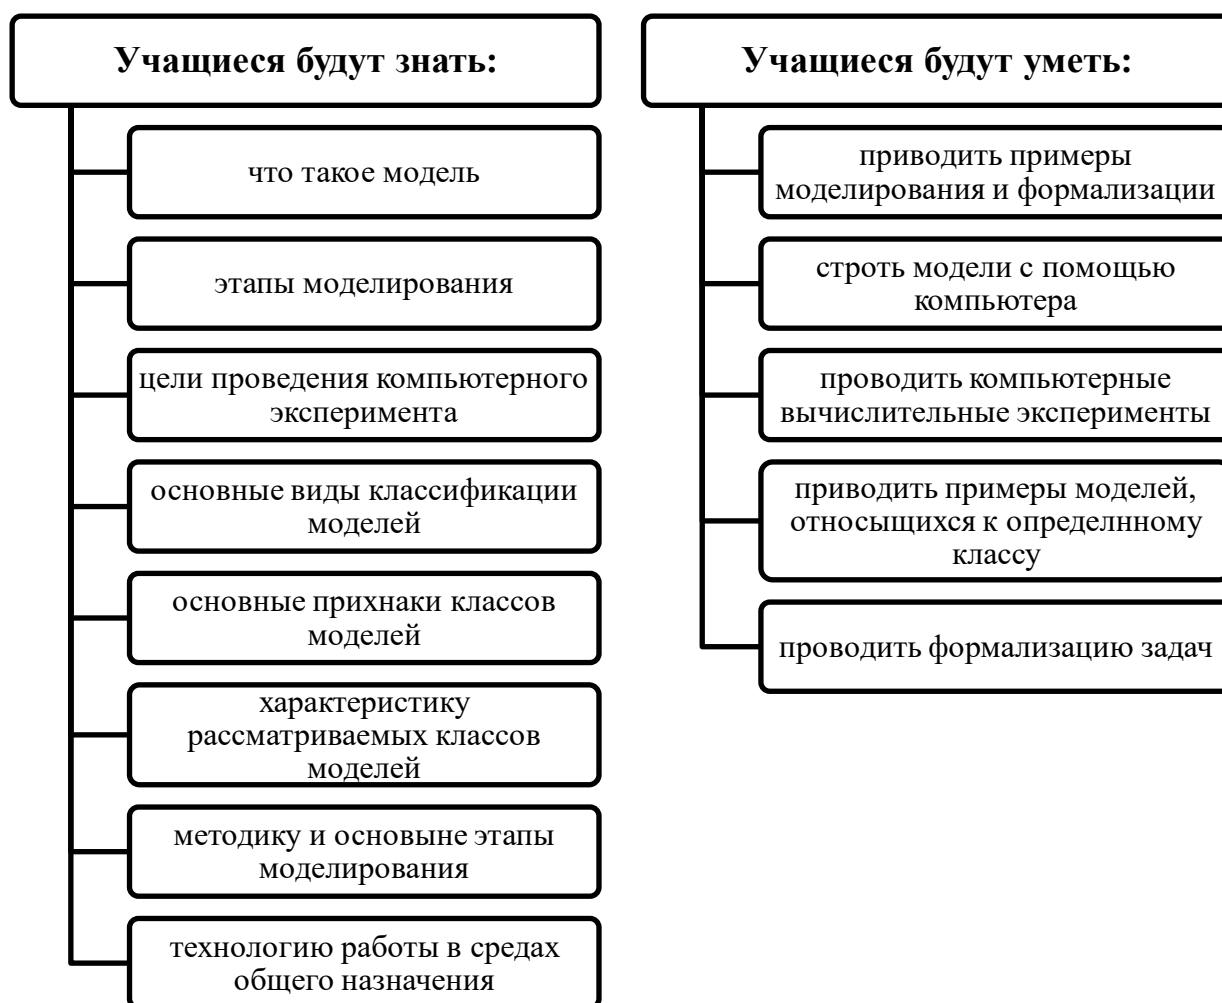 Учащиеся будут знать:
что такое модель
этапы моделирования
цели проведения компьютерного
эксперимента
основные виды классификации
моделей
основные прихнаки классов
моделей
характеристику
рассматриваемых классов
моделей
методику и основыне этапы
моделирования
технологию работы в средах
общего назначения
Учащиеся будут уметь:
приводить примеры
моделирования и формализации
строть модели с помощью
компьютера
проводить компьютерные
вычислительные эксперименты
приводить примеры моделей,
относыщихся к определнному
классу
проводить формализацию задач